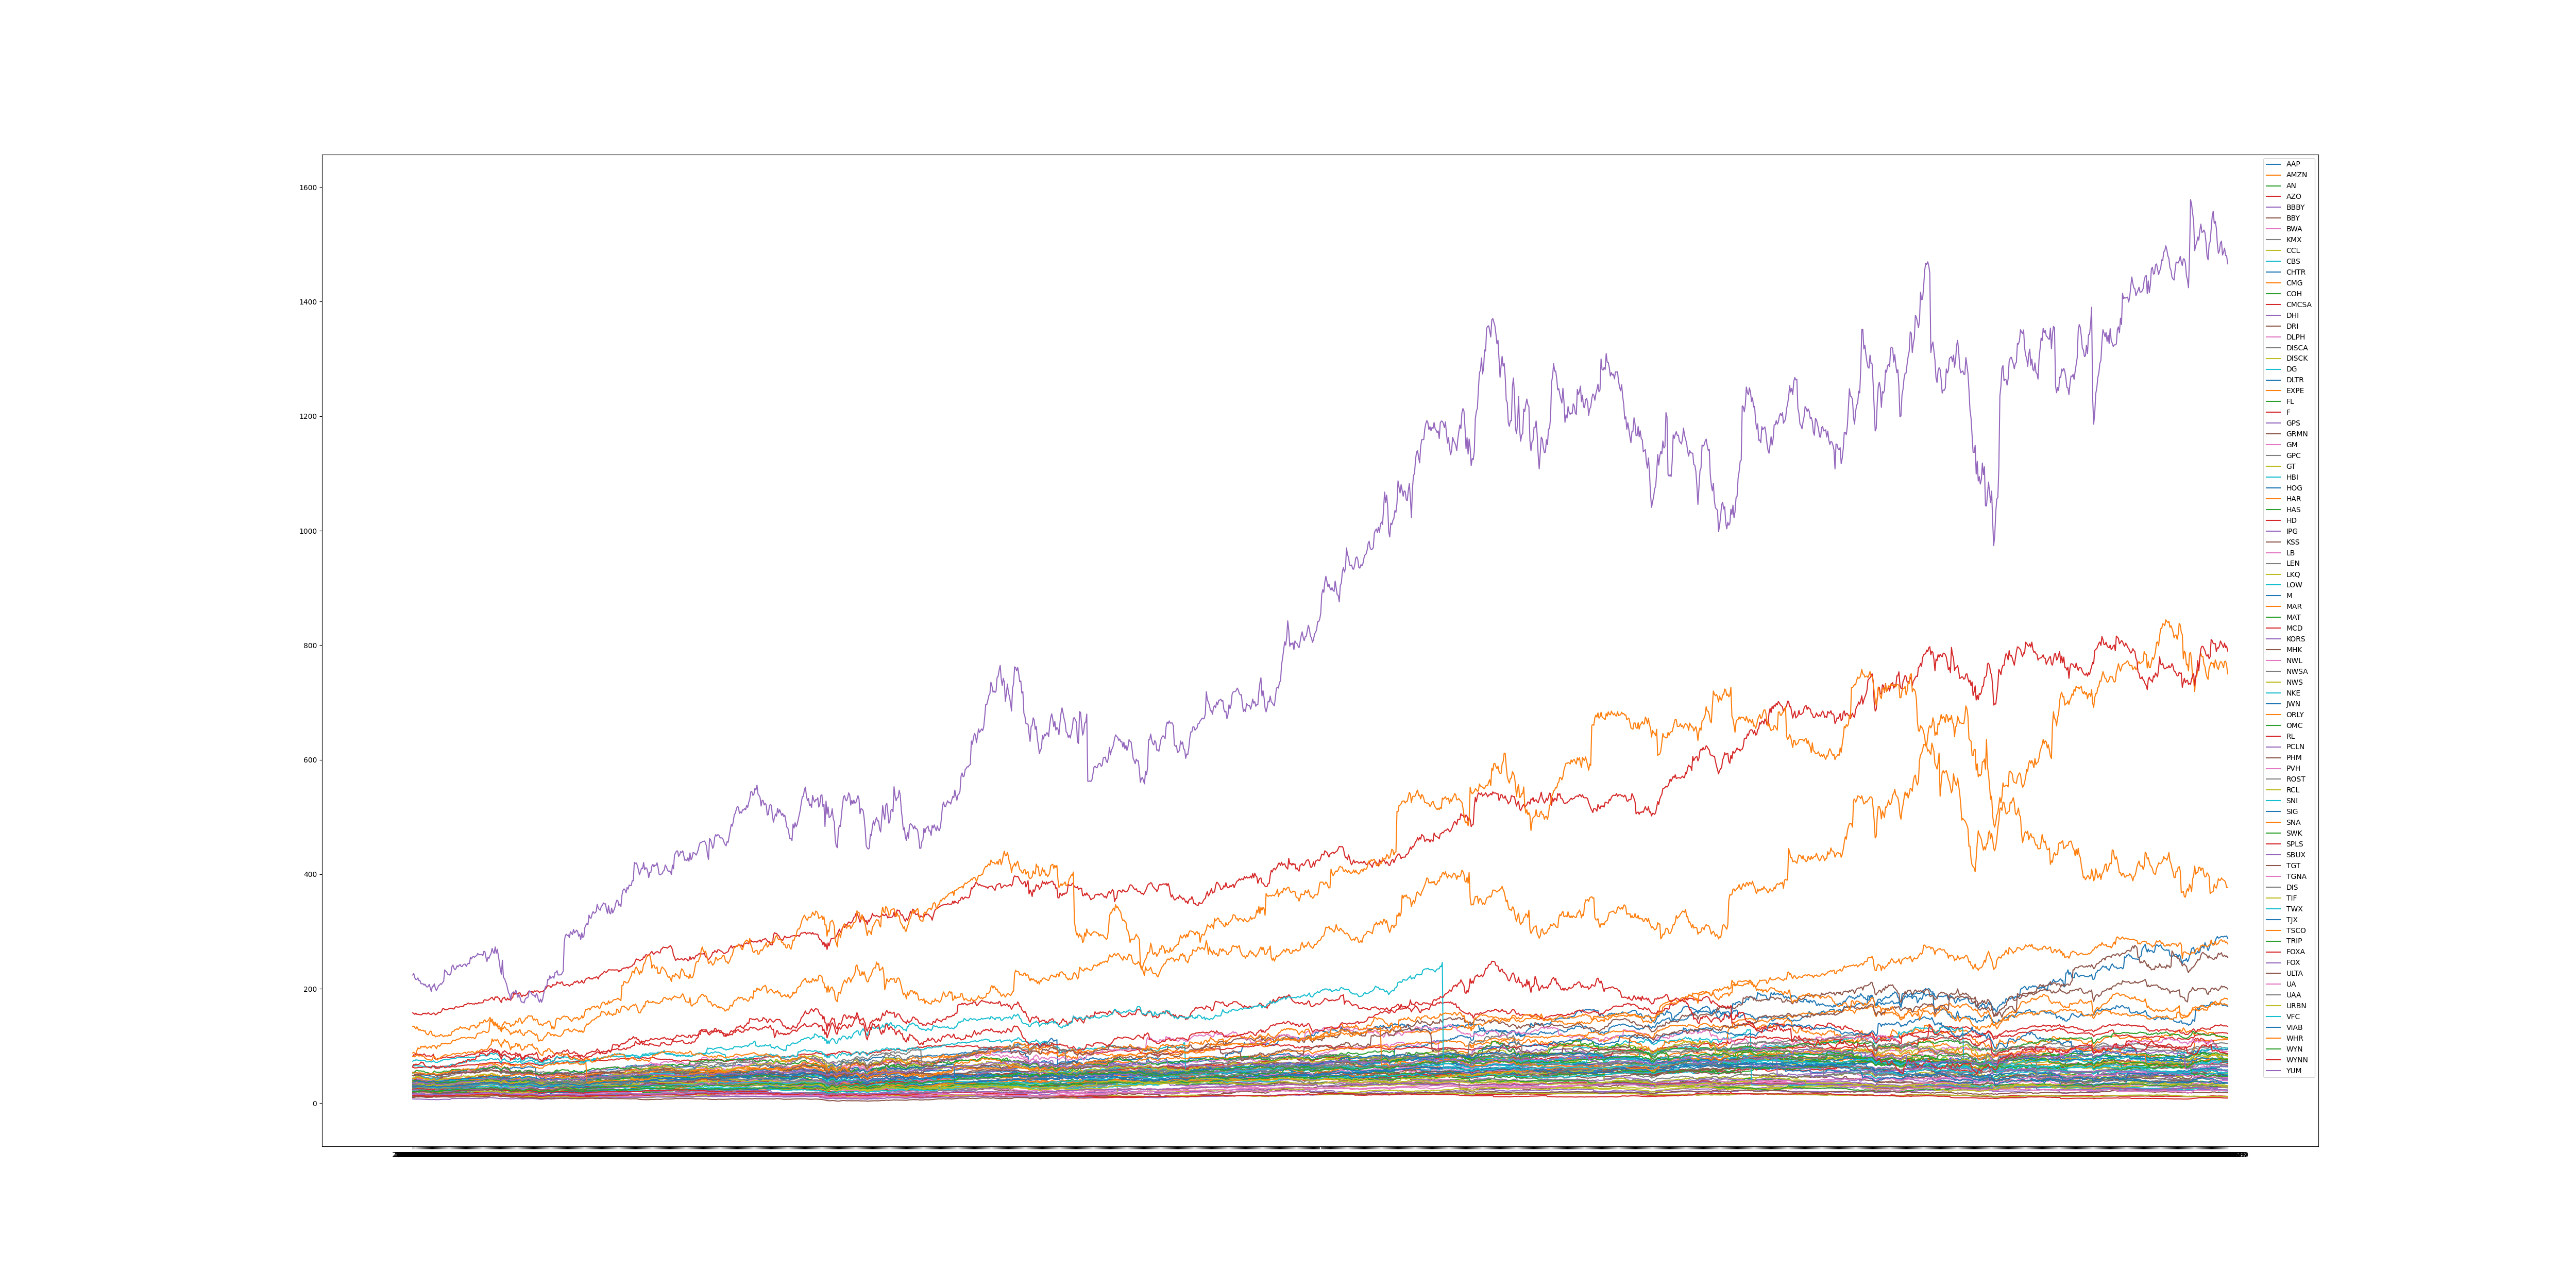 1600
1400
1200
1000
800
600
400
200
0
AAP
AMZN
AN
AZO
BBBY
BBY
BWA
KMX
CCL
CBS
CHTR
CMG
COH
CMCSA
DHI
DRI
DLPH
DISCA
DISCK
DG
DLTR
EXPE
FL
F
GPS
GRMN
GM
GPC
GT
HBI
HOG
HAR
HAS
HD
IPG
KSS
LB
LEN
LKQ
LOW
M
MAR
MAT
MCD
KORS
MHK
NWL
NWSA
NWS
NKE
JWN
ORLY
OMC
RL
PCLN
PHM
PVH
ROST
RCL
SNI
SIG
SNA
SWK
SPLS
SBUX
TGT
TGNA
DIS
TIF
TWX
TJX
TSCO
TRIP
FOXA
FOX
ULTA
UA
UAA
URBN
VFC
VIAB
WHR
WYN
WYNN
YUM